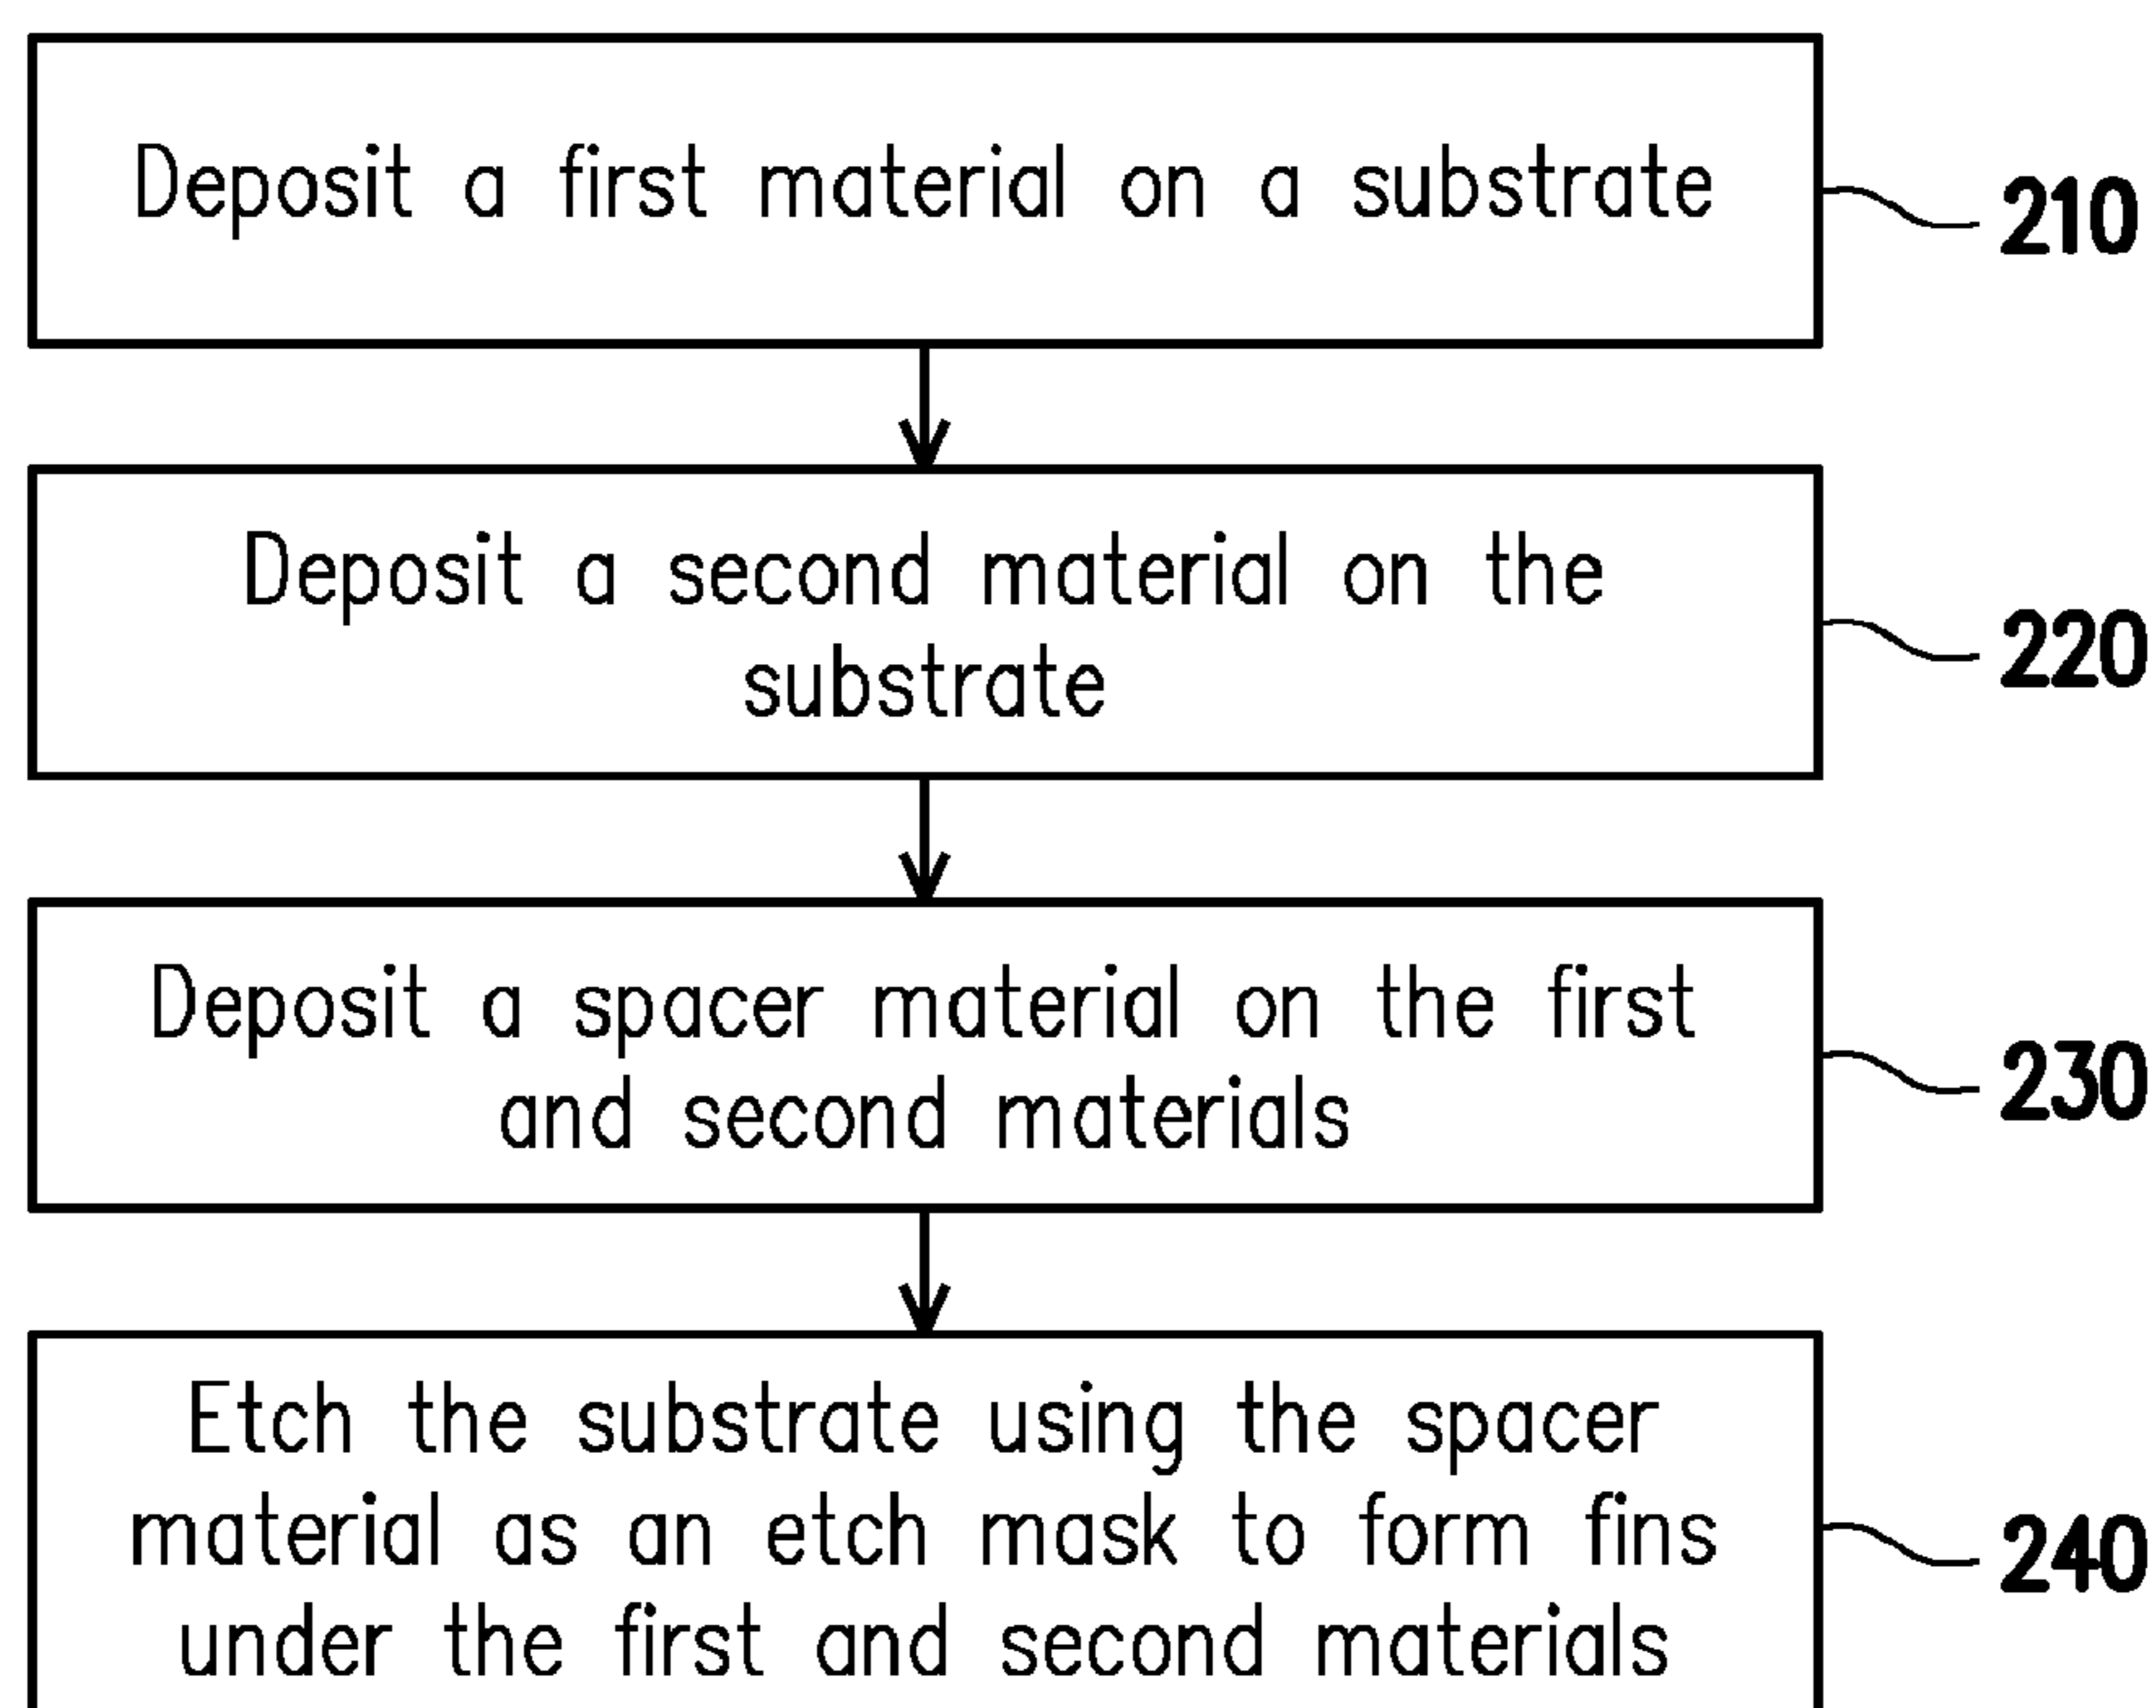 Deposit a first material on a substrate
210
Deposit a second material on the
substrate
220
Deposit a spacer material on the first
and second materials
230
Etch the substrate using the spacer
material as an etch mask to form fins
under the first and second materials
240